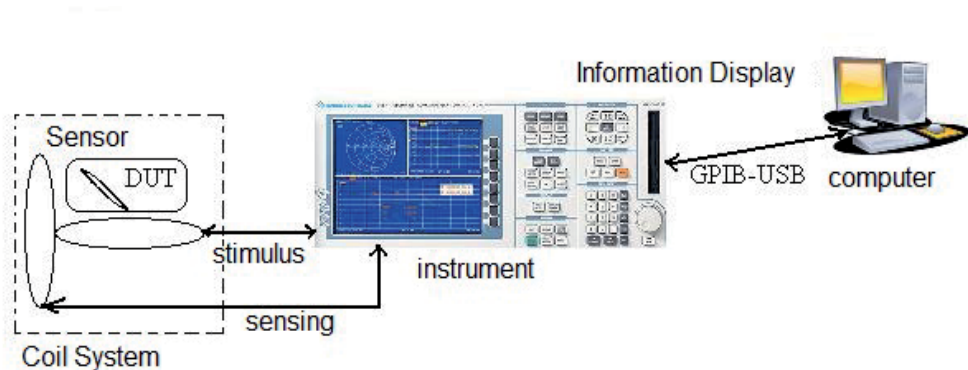 Information Display
Sensor
DUT
GPIB-USB
computer
stimulus
instrument
sensing
Coil System